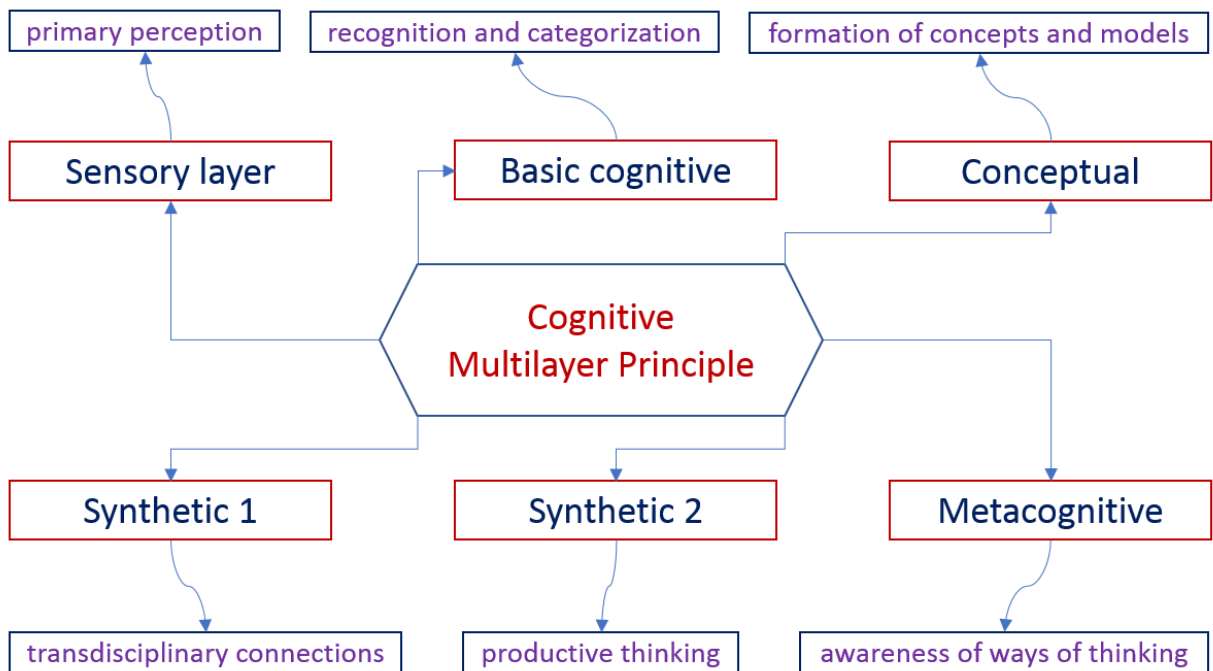 primary perception
recognition and categorization
formation of concepts and models
Sensory layer
Basic cognitive
Conceptual
Cognitive
Multilayer Principle
Synthetic 1
Synthetic 2
Metacognitive
transdisciplinary connections
productive thinking
awareness of ways of thinking